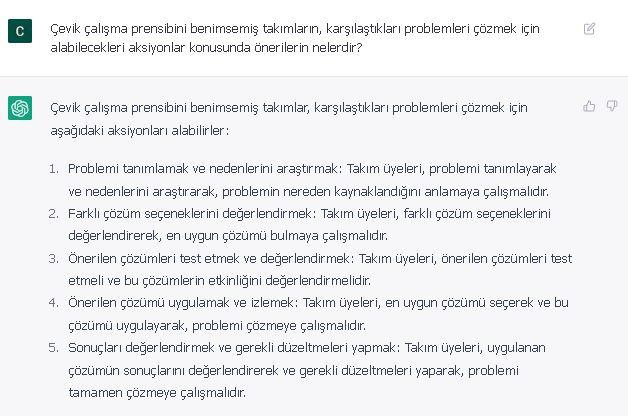 C
Çevik çalışma prensibini benimsemiş takımların, karşılaştıkları problemleri çözmek için
alabilecekleri aksiyonlar konusunda önerilerin nelerdir?
Çevik çalışma prensibini benimsemiş takımlar, karşılaştıkları problemleri çözmek için
aşağıdaki aksiyonları alabilirler:
1. Problemi tanımlamak ve nedenlerini araştırmak: Takım üyeleri, problemi tanımlayarak
ve nedenlerini araştırarak, problemin nereden kaynaklandığını anlamaya çalışmalıdır.
2. Farklı çözüm seçeneklerini değerlendirmek: Takım üyeleri, farklı çözüm seçeneklerini
değerlendirerek, en uygun çözümü bulmaya çalışmalıdır.
3. Önerilen çözümleri test etmek ve değerlendirmek: Takım üyeleri, önerilen çözümleri test
etmeli ve bu çözümlerin etkinliğini değerlendirmelidir.
4. Önerilen çözümü uygulamak ve izlemek: Takım üyeleri, en uygun çözümü seçerek ve bu
çözümü uygulayarak, problemi çözmeye çalışmalıdır.
5. Sonuçları değerlendirmek ve gerekli düzeltmeleri yapmak: Takım üyeleri, uygulanan
çözümün sonuçlarını değerlendirerek ve gerekli düzeltmeleri yaparak, problemi
tamamen çözmeye çalışmalıdır.